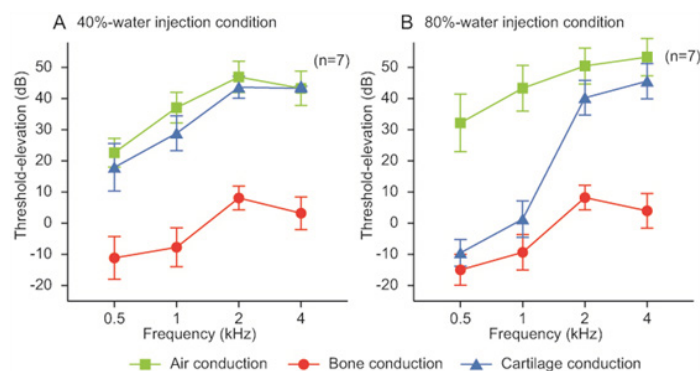 A 40%-water injection condition
(n=7)
Threshold-elevation (dB)
50
40
30
20
10
0
-10
-20
0.5 1 2 4
Frequency (kHz)
B 80%-water injection condition
(n=7)
Threshold-elevation (dB)
50
40
30
20
10
0
-10
-20
0.5 1 2 4
Frequency (kHz)
Air conduction Bone conduction Cartilage conduction